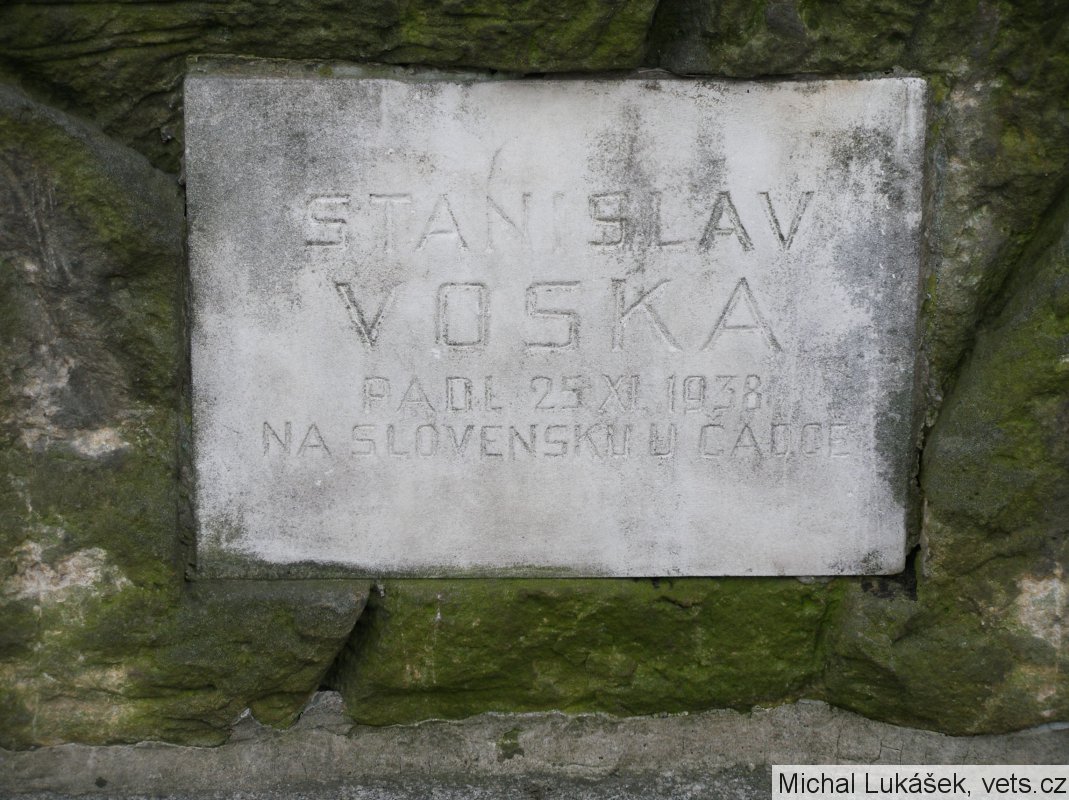 STANISLAV
VOSKA
PADL 25 XI. 1938
NA SLOVENSKU U ČADCE
Michal Lukášek, vets.cz